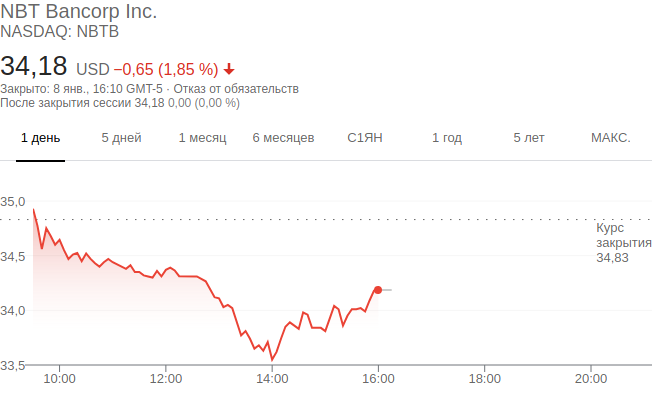 NBT Bancorp Inc.
NASDAQ: NBTB
34,18 USD −0,65 (1,85 %)
Закрыто: 8 янв., 16:10 GMT-5 · Отказ от обязательств
После закрытия сессии 34,18 0,00 (0,00 %)
1 день 5 дней 1 месяц 6 месяцев С1ЯН 1 год 5 лет МАКС.
35,0
Курс
закрытия
34,83
34,5
34,0
33,5
10:00 12:00 14:00 16:00 18:00 20:00